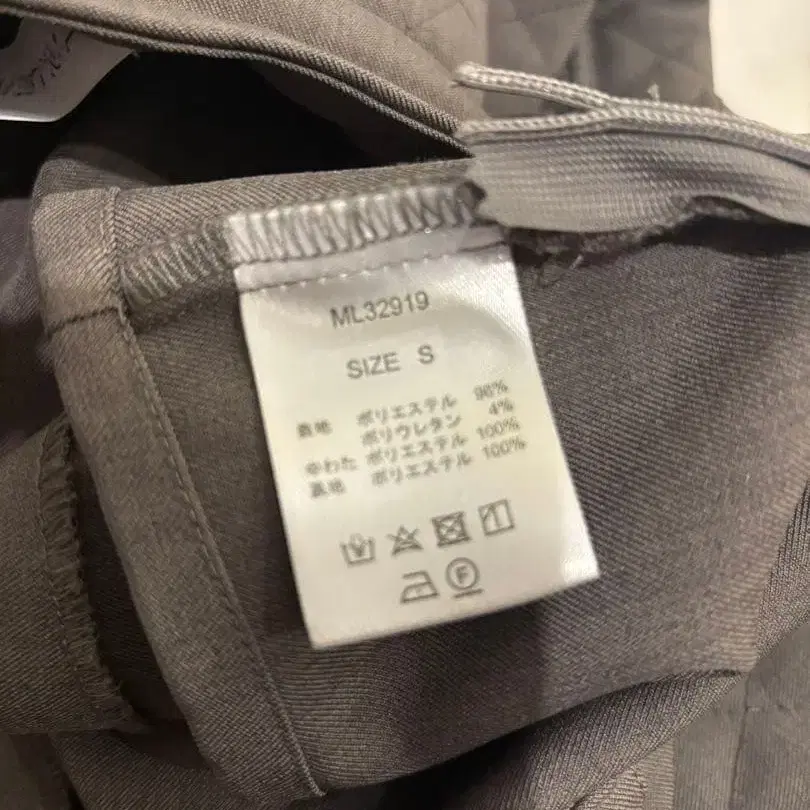 ML32919
SIZE S
表地 ポリエステル 96%
ポリウレタン 4%
中わた ポリエステル 100%
裏地 ポリエステル 100%
F